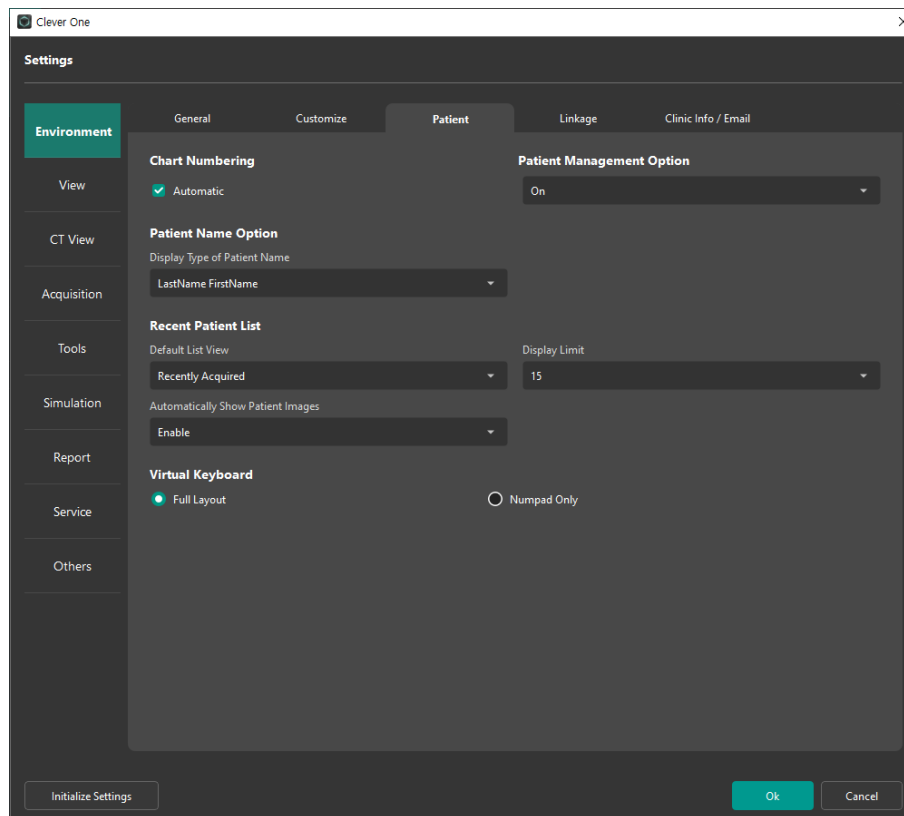 Clever One
Settings
Environment
View
CT View
Acquisition
Tools
Simulation
Report
Service
Others
General Customize Patient Linkage Clinic Info / Email
Chart Numbering
Automatic
Patient Management Option
On
Patient Name Option
Display Type of Patient Name
LastName FirstName
Recent Patient List
Default List View
Recently Acquired
Display Limit
15
Automatically Show Patient Images
Enable
Virtual Keyboard
Full Layout Numpad Only
Initialize Settings Ok Cancel